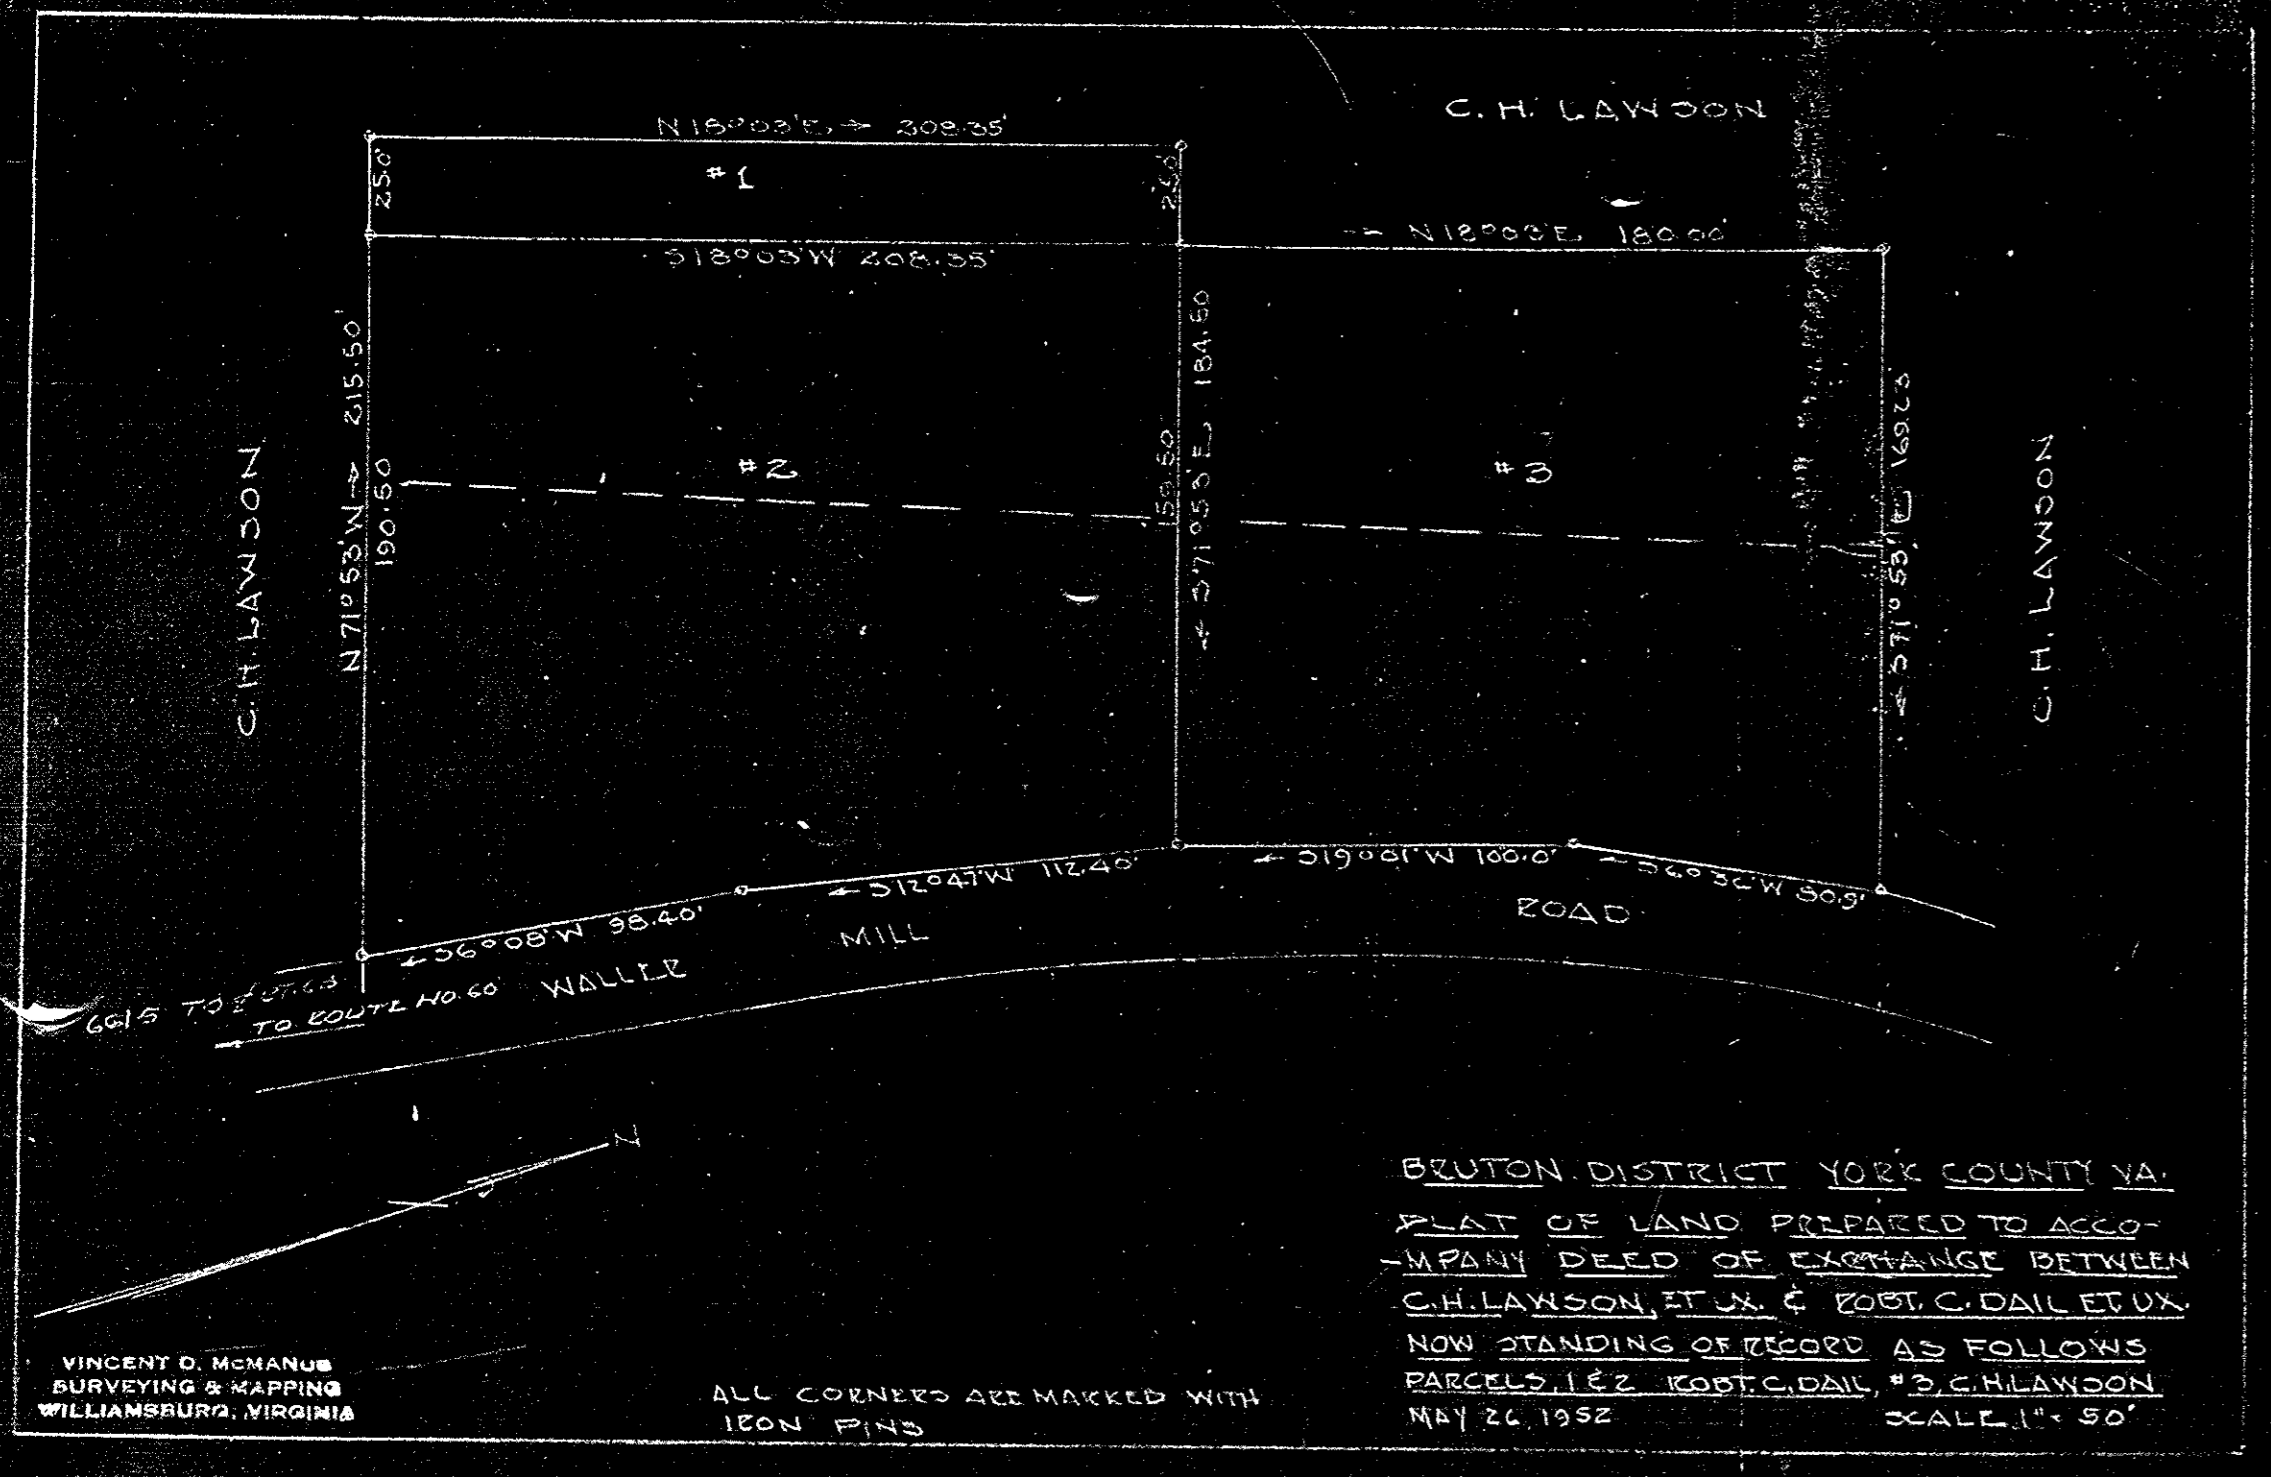 C. H. LAWSON
N 18°03'E → 208.35'
25.0'
#1
25.0'
N 18°03'E 180.00'
S 18°03'W 208.35'
N 71°53'W → 215.50'
190.50
#2
159.50
← S 71°53'E 184.50
#3
← S 71°53'E 169.23
C. H. LAWSON
C. H. LAWSON
← S 6°08'W 98.40'
← S 12°47'W 112.40'
← S 19°01'W 100.0'
← S 6°36'W
WALLER MILL ROAD
6615 TO
TO ROUTE NO. 60
N
BRUTON DISTRICT YORK COUNTY VA.
PLAT OF LAND PREPARED TO ACCO-
-MPANY DEED OF EXCHANGE BETWEEN
C.H. LAWSON, ET UX. & ROBT. C. DAIL ET UX.
NOW STANDING OF RECORD AS FOLLOWS
PARCELS, 1 & 2 ROBT. C. DAIL, #3, C.H. LAWSON
MAY 26, 1952 SCALE 1" = 50'
VINCENT D. McMANUS
SURVEYING & MAPPING
WILLIAMSBURG, VIRGINIA
ALL CORNERS ARE MARKED WITH
IRON PINS